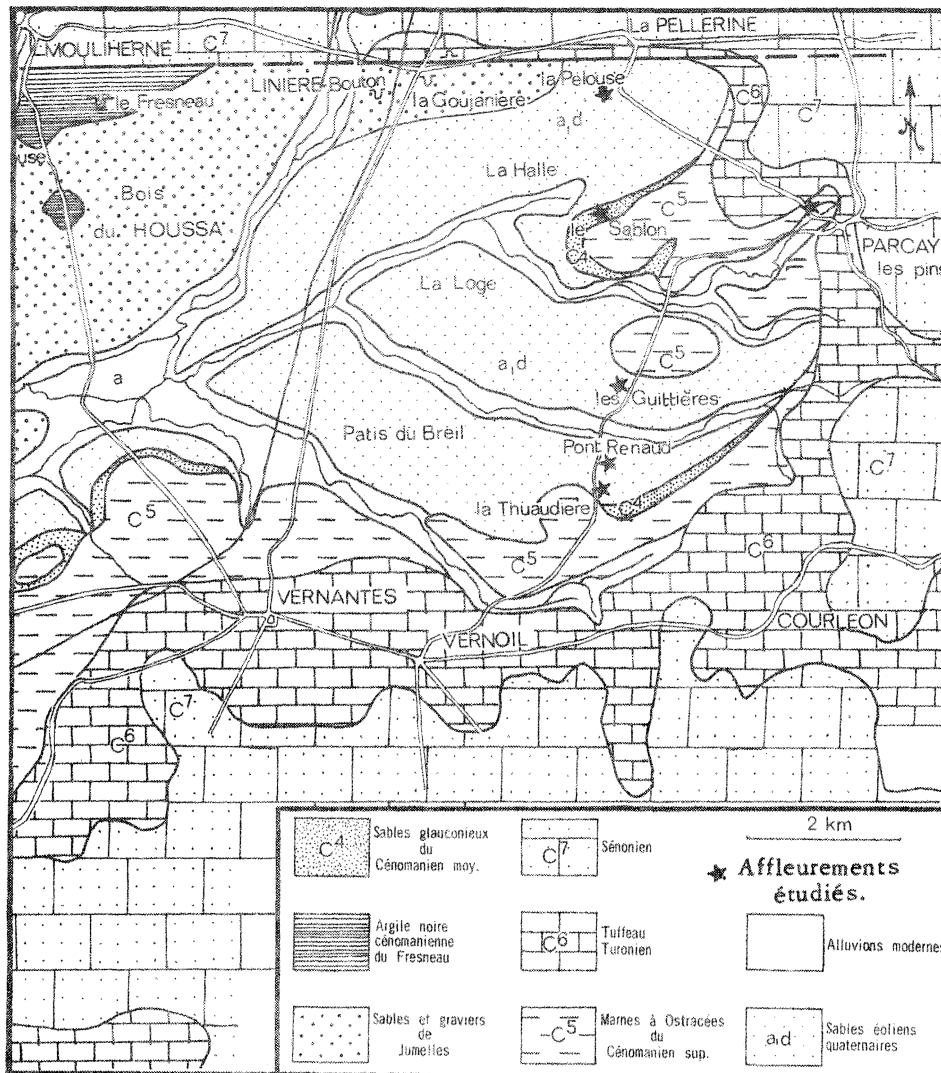 MOULIHERNE
C7
La PELLERINE
le Fresneau
LINIERE-Bouton
la Goujanière
la Pelouse
a,d
C6
C7
N
use
Bois
du HOUSSA
La Halle
C5
le Sablon
C4
PARCAY
les pins
La Loge
a,d
C5
a
les Guittières
Patis du Breil
Pont Renaud
C7
C5
la Thuaudière
C4
C5
C6
VERNANTES
VERNOIL
COURLEON
C7
C6
C4
Sables glauconieux
du
Cénomanien moy.
C7
Sénonien
2 km
Affleurements
étudiés.
Argile noire
cénomanienne
du Fresneau
C6
Tuffeau
Turonien
Alluvions modernes
Sables et graviers
de
Jumelles
C5
Marnes à Ostracées
du
Cénomanien sup.
a,d
Sables éoliens
quaternaires